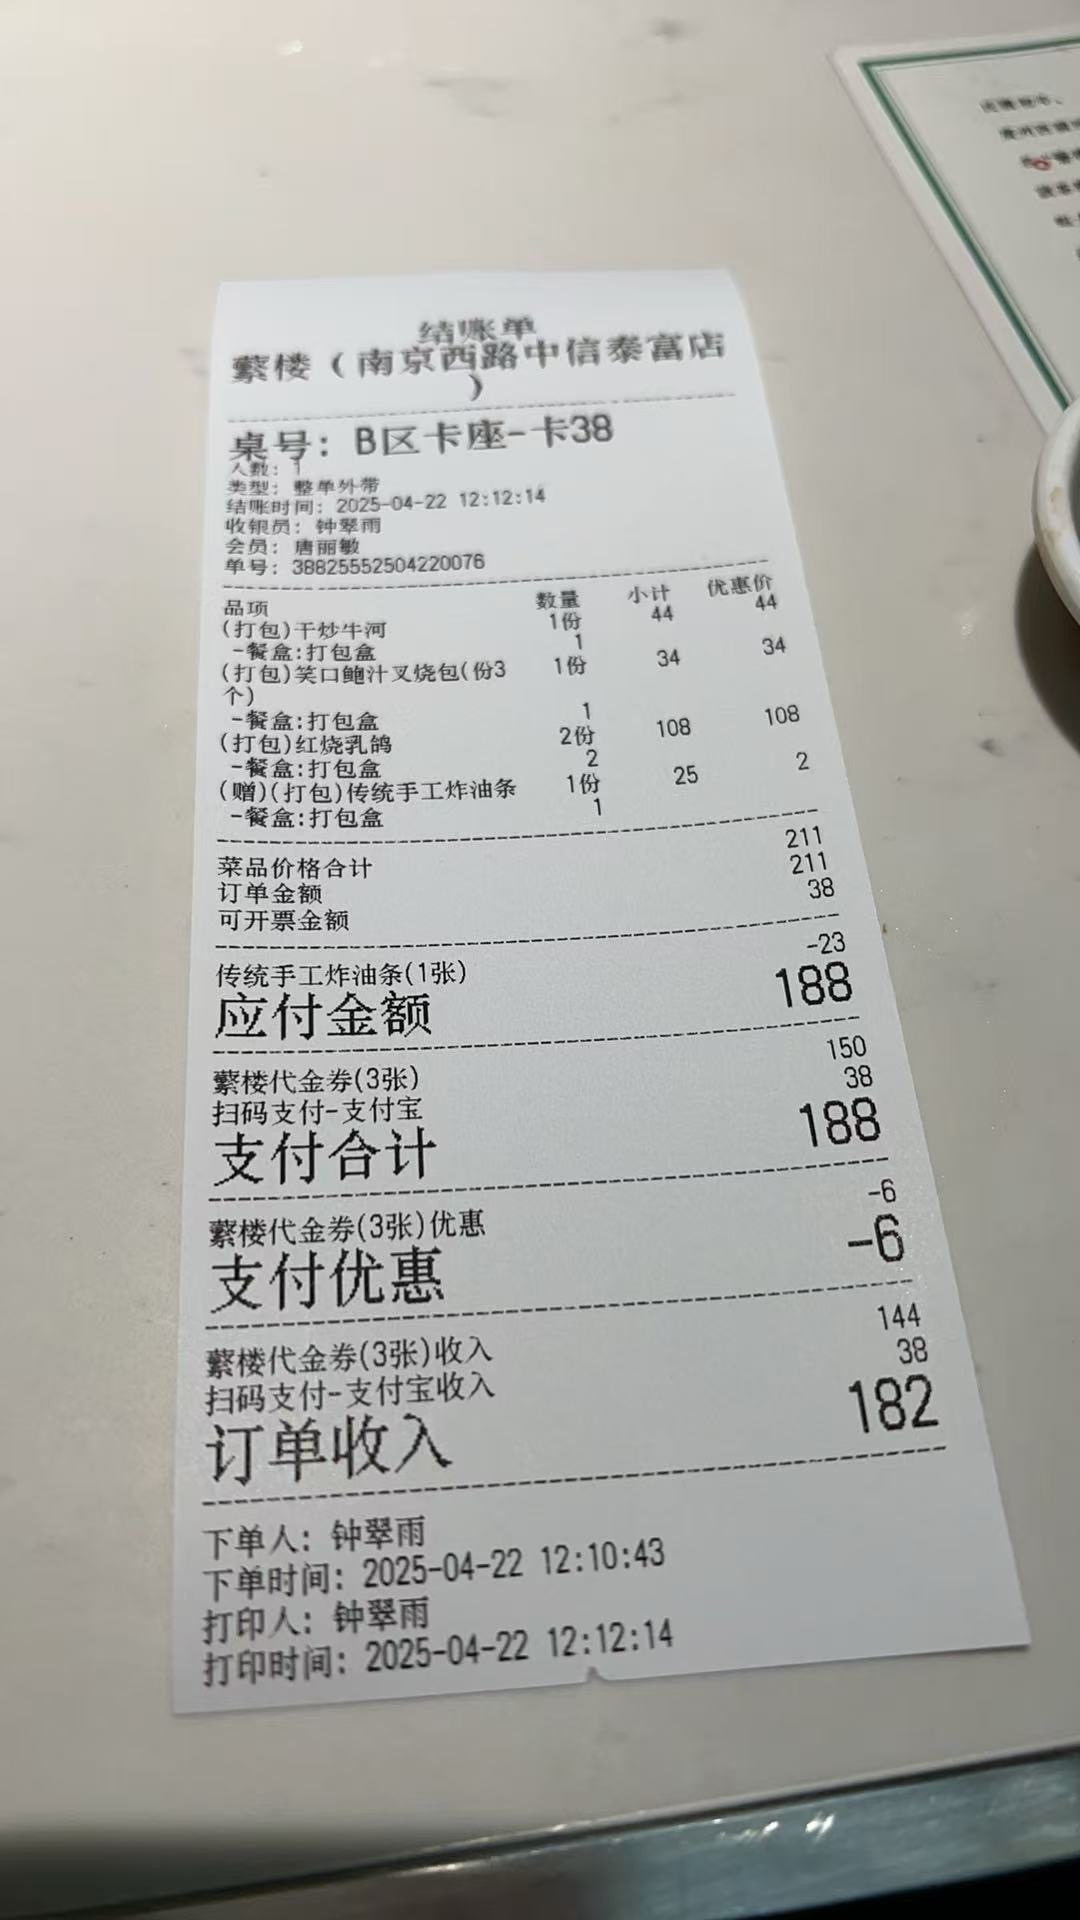 结账单
蘩楼（南京西路中信泰富店
）
桌号：B区卡座-卡38
人数：1
类型：整单外带
结账时间：2025-04-22 12:12:14
收银员：钟翠雨
会员：唐丽敏
单号：38825552504220076
品项 数量 小计 优惠价
(打包)干炒牛河 1份 44 44
-餐盒:打包盒 1
(打包)笑口鲍汁叉烧包(份3 1份 34 34
个)
-餐盒:打包盒 1
(打包)红烧乳鸽 2份 108 108
-餐盒:打包盒 2
(赠)(打包)传统手工炸油条 1份 25 2
-餐盒:打包盒 1
菜品价格合计 211
订单金额 211
可开票金额 38
传统手工炸油条(1张) -23
应付金额 188
蘩楼代金券(3张) 150
扫码支付-支付宝 38
支付合计 188
蘩楼代金券(3张)优惠 -6
支付优惠 -6
蘩楼代金券(3张)收入 144
扫码支付-支付宝收入 38
订单收入 182
下单人：钟翠雨
下单时间：2025-04-22 12:10:43
打印人：钟翠雨
打印时间：2025-04-22 12:12:14